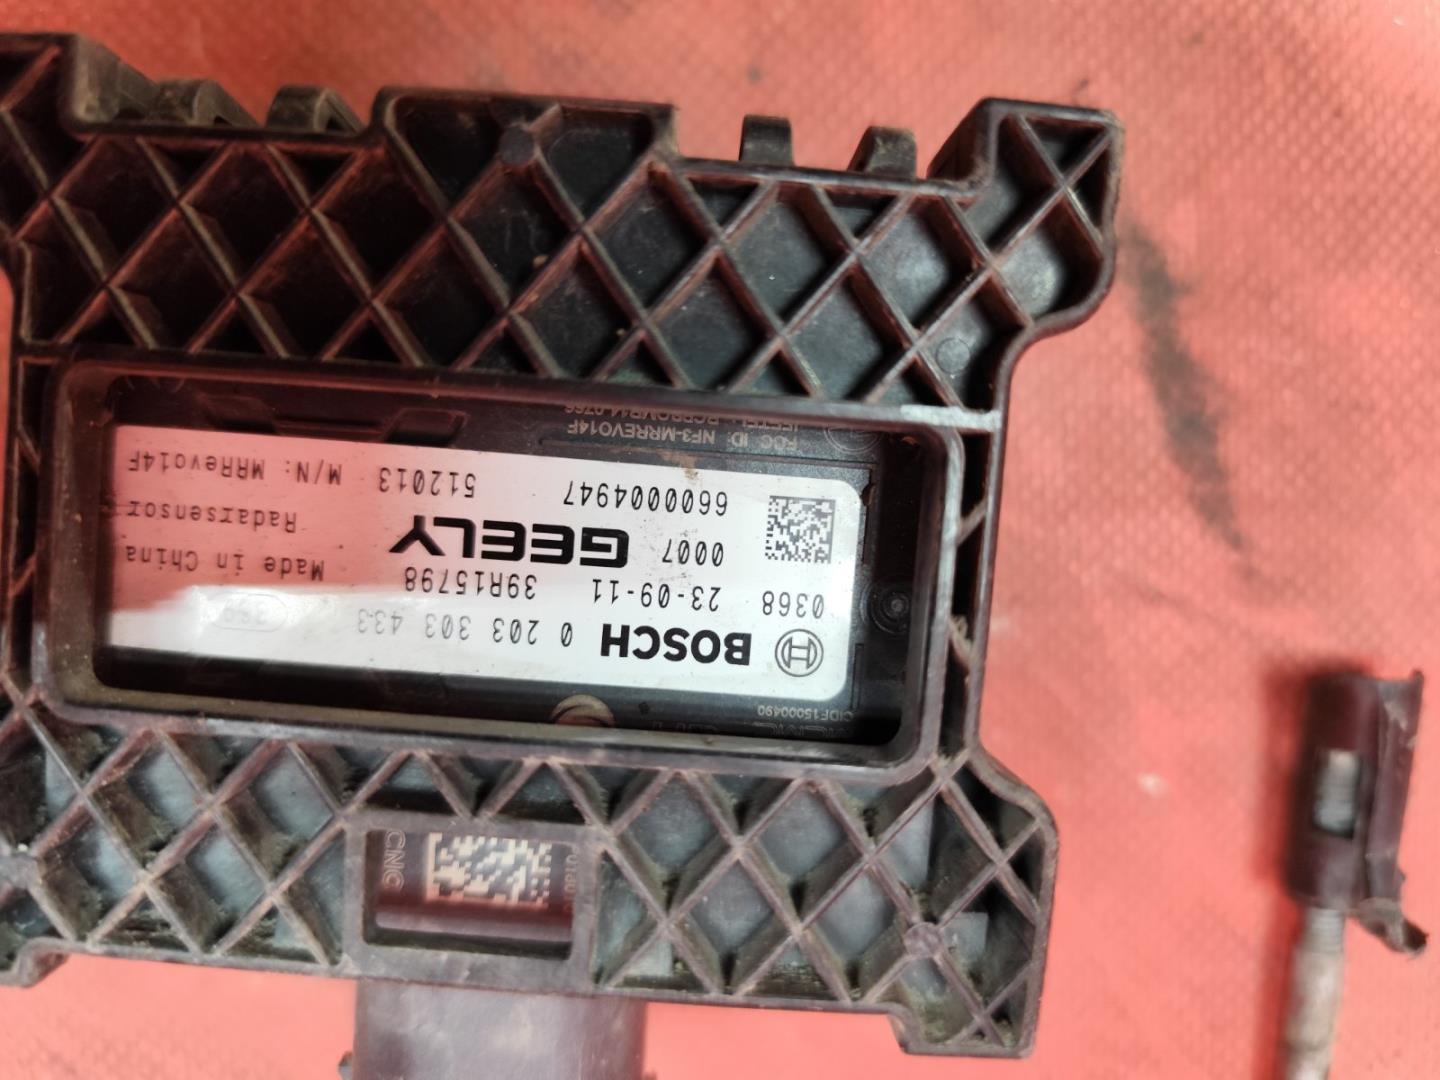 CIDF15000490
BOSCH 0 203 303 433
0368 23-09-11 39R15798 Made in China
0007 GEELY Radarsensor
6600004947 512013 M/N: MRRevo14F
FCC ID: NF3-MRREVO14F